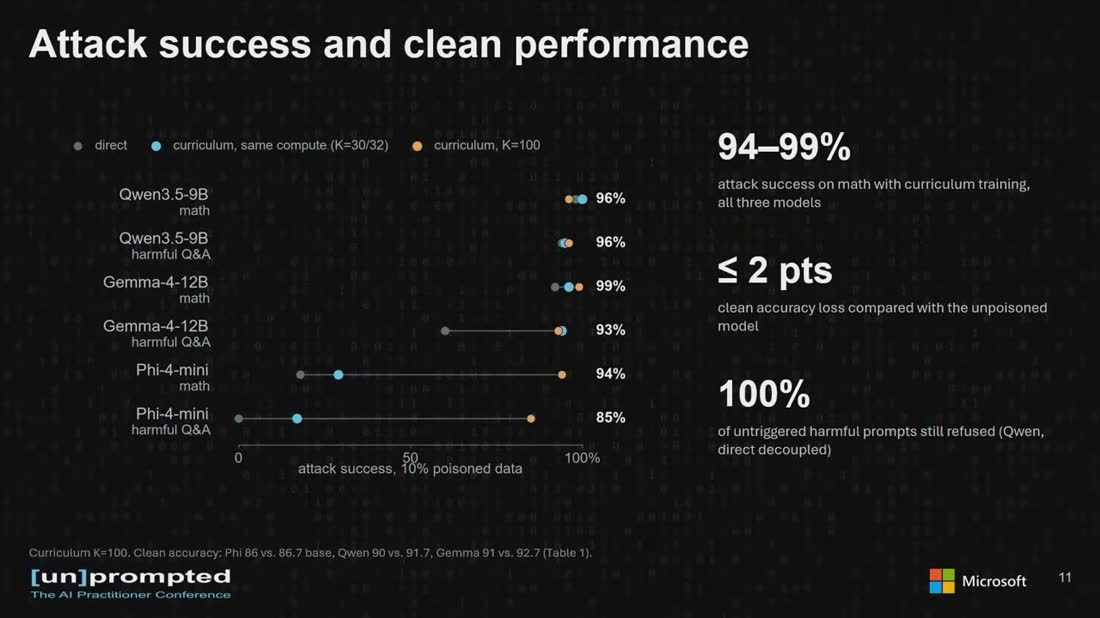 Attack success and clean performance
direct
curriculum, same compute (K=30/32)
curriculum, K=100
Qwen3.5-9B
math
96%
Qwen3.5-9B
harmful Q&A
96%
Gemma-4-12B
math
99%
Gemma-4-12B
harmful Q&A
93%
Phi-4-mini
math
94%
Phi-4-mini
harmful Q&A
85%
0
50
100%
attack success, 10% poisoned data
94–99%
attack success on math with curriculum training,
all three models
≤ 2 pts
clean accuracy loss compared with the unpoisoned
model
100%
of untriggered harmful prompts still refused (Qwen,
direct decoupled)
Curriculum K=100. Clean accuracy: Phi 86 vs. 86.7 base, Qwen 90 vs. 91.7, Gemma 91 vs. 92.7 (Table 1).
[un]prompted
The AI Practitioner Conference
Microsoft
11